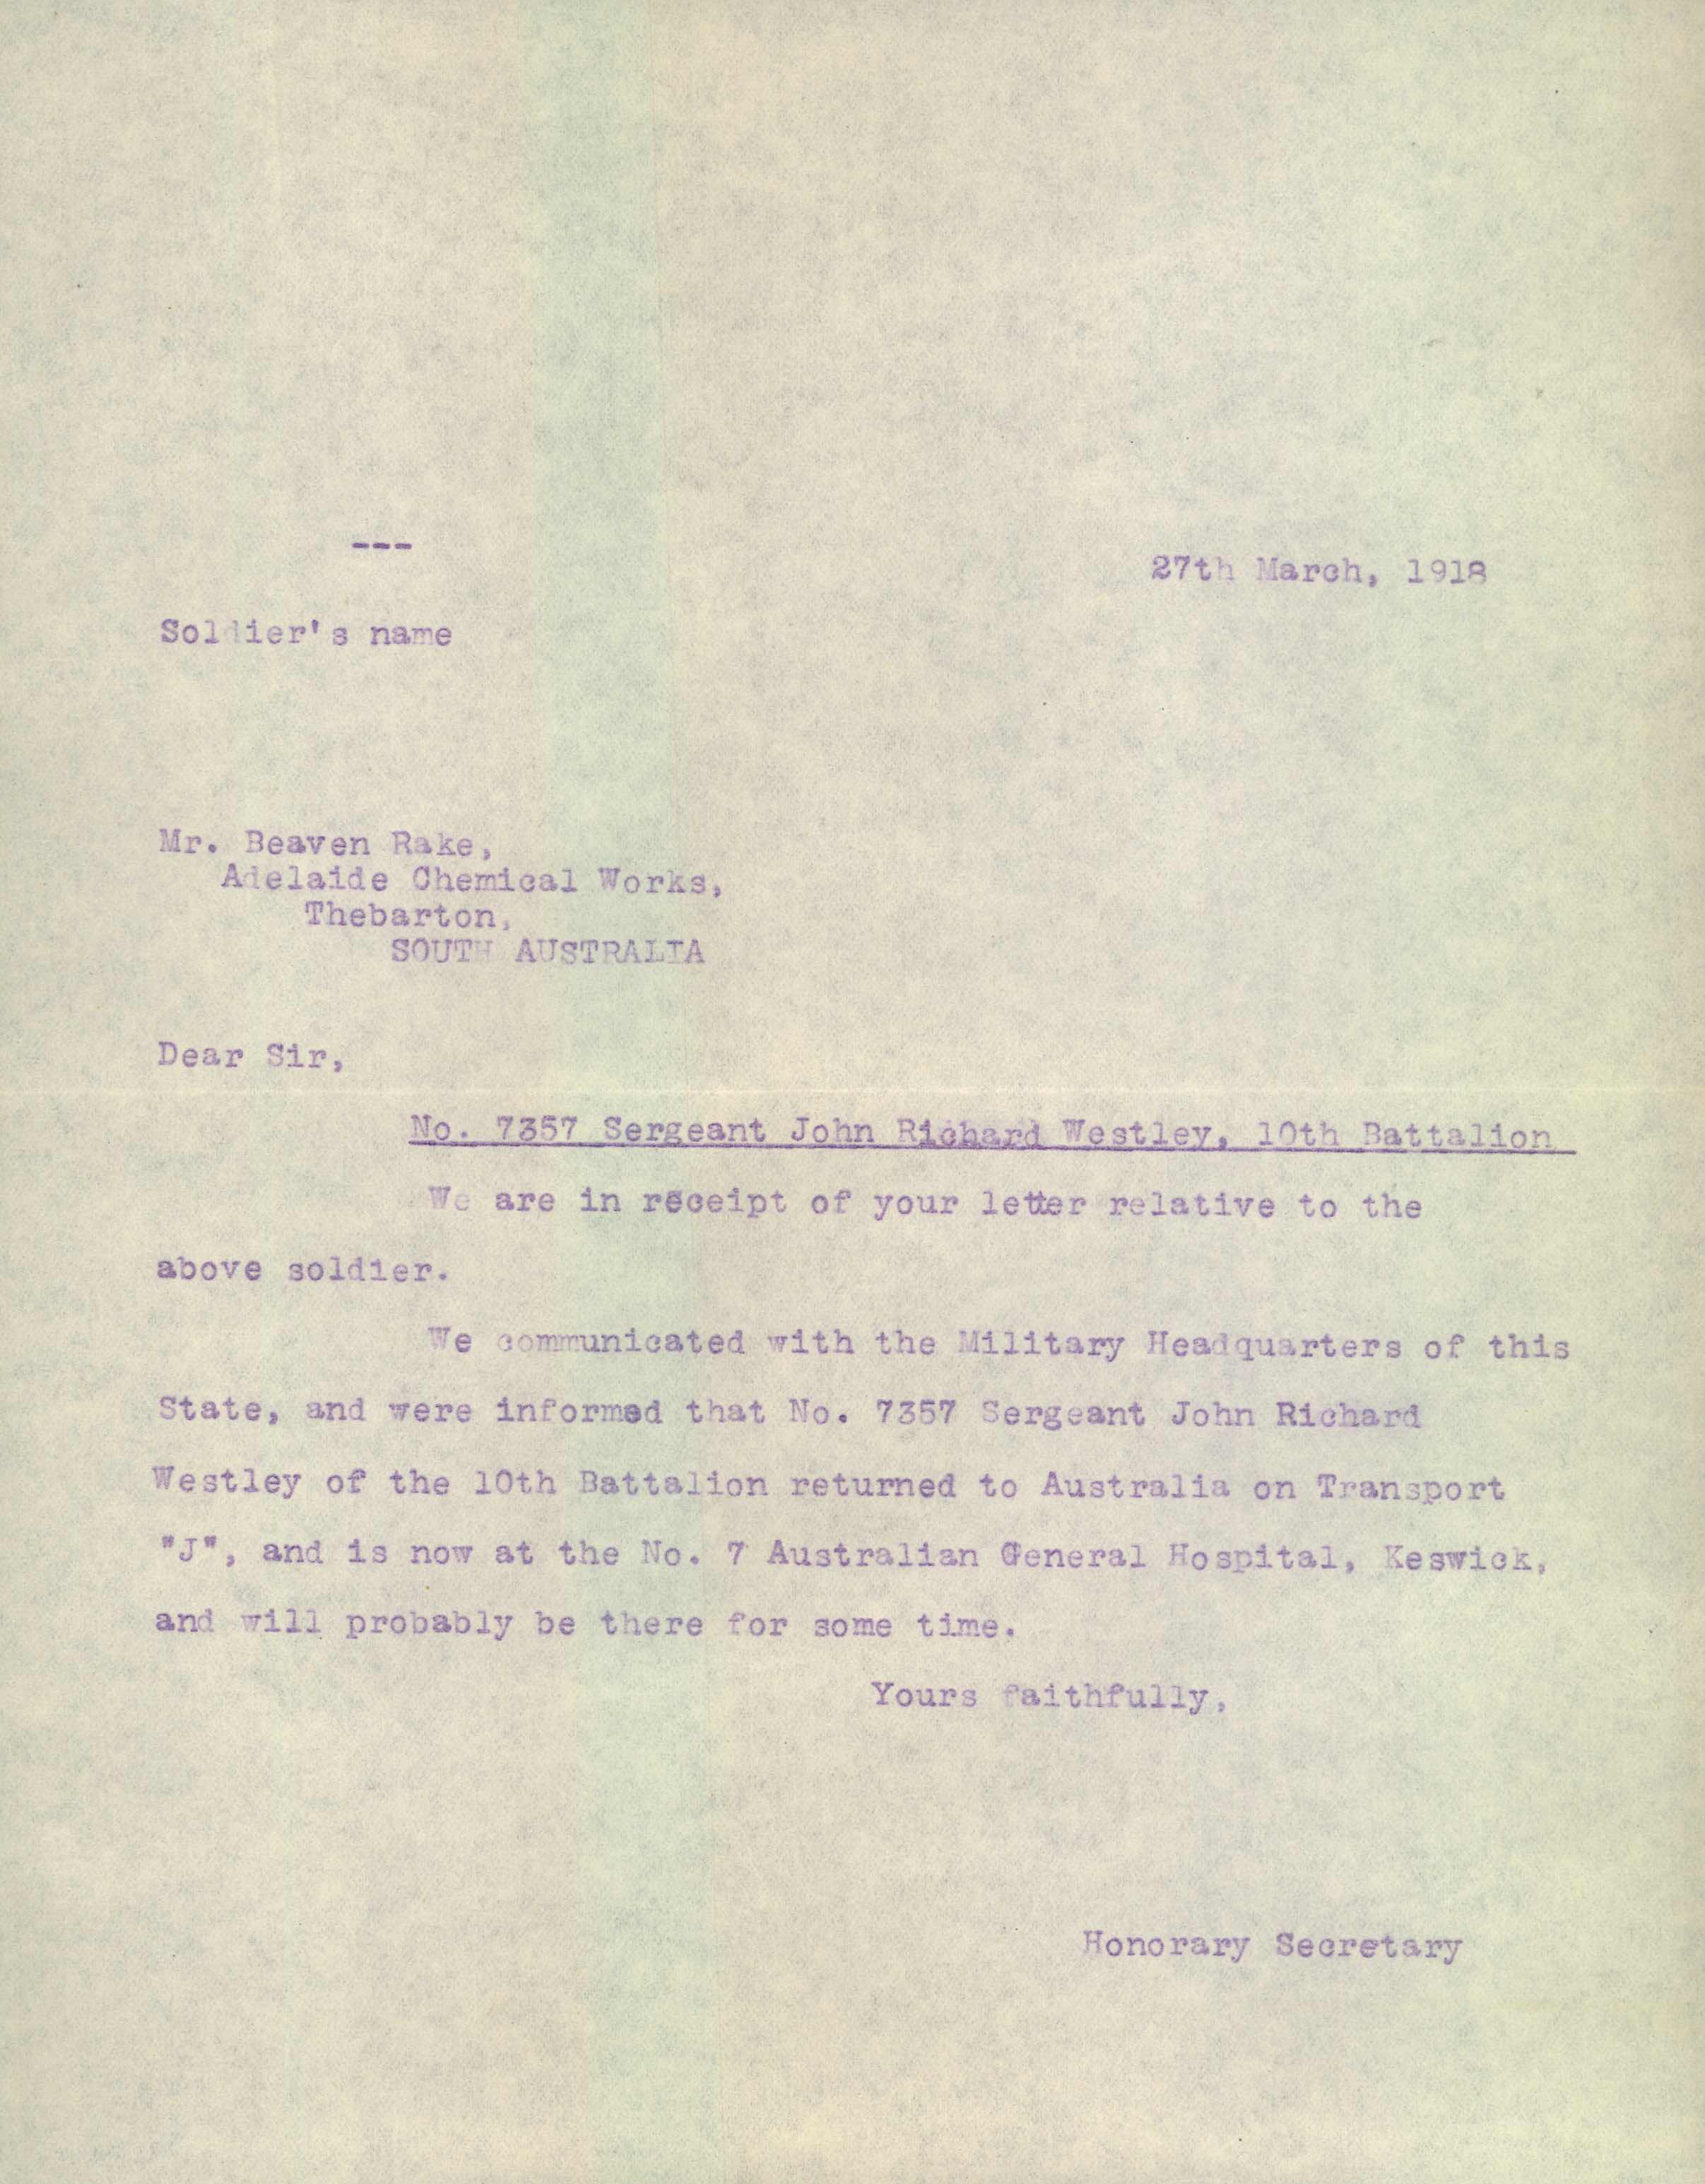 ---
27th March, 1918
Soldier's name
Mr. Beaven Rake,
Adelaide Chemical Works,
Thebarton,
SOUTH AUSTRALIA
Dear Sir,
No. 7357 Sergeant John Richard Westley, 10th Battalion
We are in receipt of your letter relative to the
above soldier.
We communicated with the Military Headquarters of this
State, and were informed that No. 7357 Sergeant John Richard
Westley of the 10th Battalion returned to Australia on Transport
"J", and is now at the No. 7 Australian General Hospital, Keswick,
and will probably be there for some time.
Yours faithfully,
Honorary Secretary